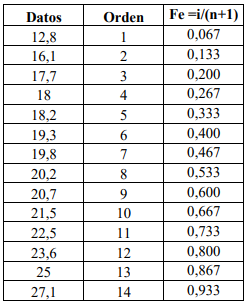 Datos Orden Fe =i/(n+1)
12,8 1 0,067
16,1 2 0,133
17,7 3 0,200
18 4 0,267
18,2 5 0,333
19,3 6 0,400
19,8 7 0,467
20,2 8 0,533
20,7 9 0,600
21,5 10 0,667
22,5 11 0,733
23,6 12 0,800
25 13 0,867
27,1 14 0,933